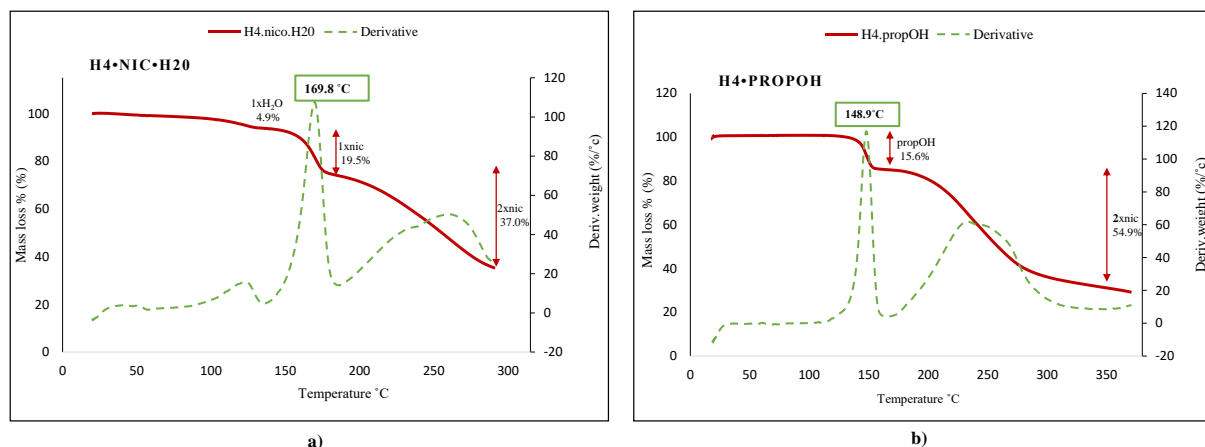 H4.nico.H20 Derivative
H4•NIC•H20
169.8 ˚C
1xH₂O
4.9%
1xnic
19.5%
2xnic
37.0%
Mass loss % (%)
100
80
60
40
20
0
120
100
80
60
40
20
0
-20
Deriv.weight (%/˚c)
0 50 100 150 200 250 300
Temperature ˚C
a)
H4.propOH Derivative
H4•PROPOH
148.9˚C
propOH
15.6%
2xnic
54.9%
Mass loss % (%)
120
100
80
60
40
20
0
140
120
100
80
60
40
20
0
-20
Deriv.weight (%/˚c)
0 50 100 150 200 250 300 350
Temperature ˚C
b)